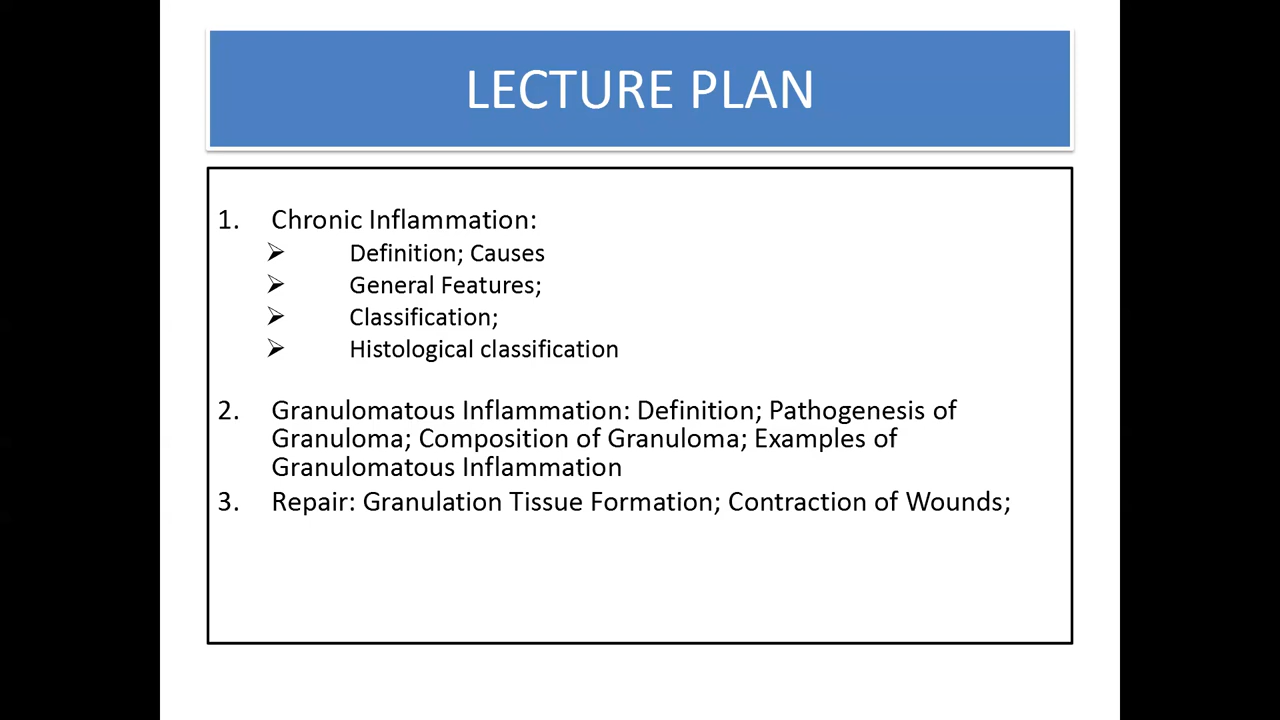 LECTURE PLAN
1. Chronic Inflammation:
➢ Definition; Causes
➢ General Features;
➢ Classification;
➢ Histological classification
2. Granulomatous Inflammation: Definition; Pathogenesis of
Granuloma; Composition of Granuloma; Examples of
Granulomatous Inflammation
3. Repair: Granulation Tissue Formation; Contraction of Wounds;